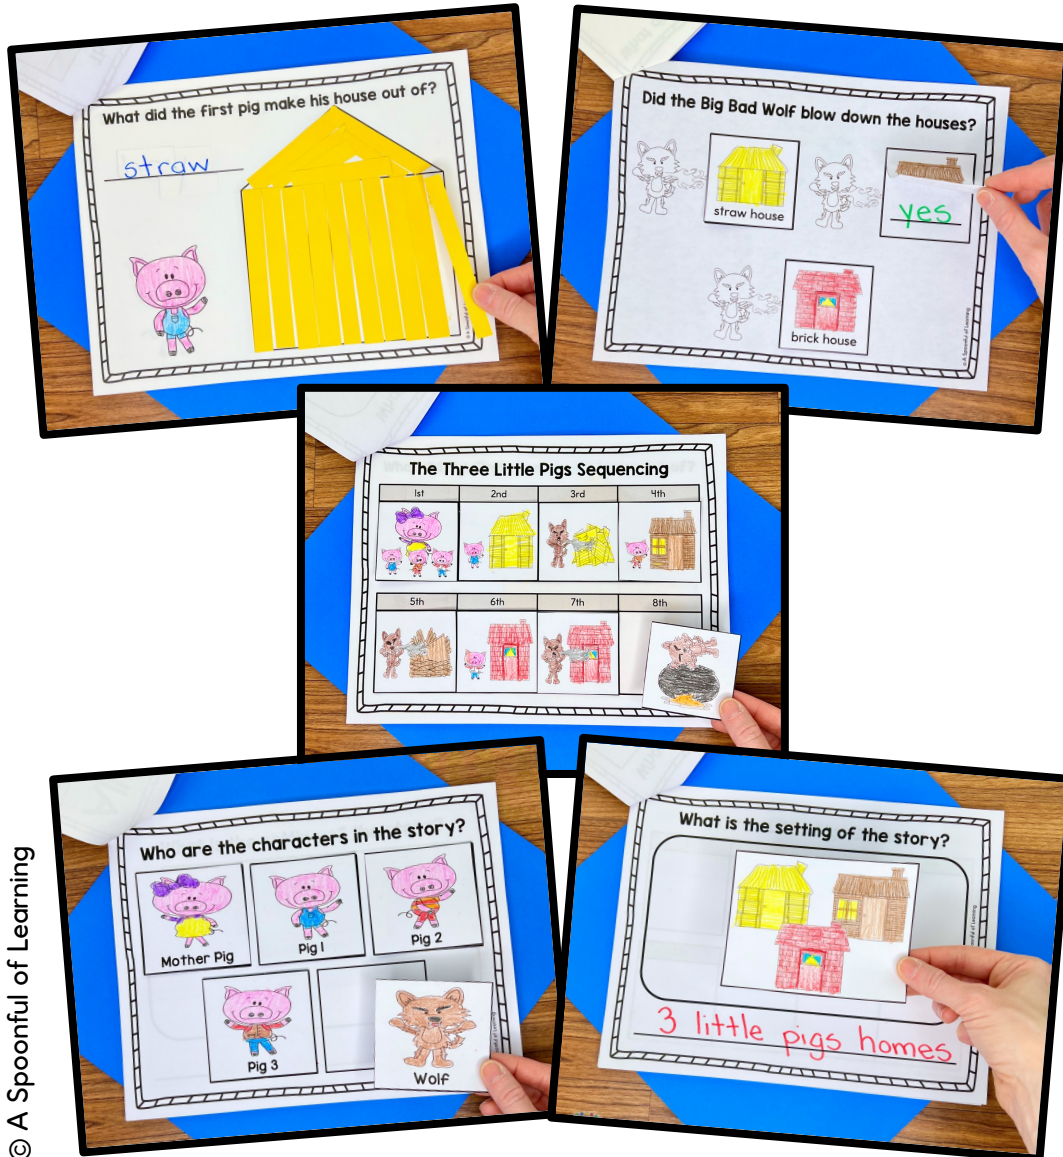 What did the first pig make his house out of?
straw
Did the Big Bad Wolf blow down the houses?
straw house
yes
brick house
The Three Little Pigs Sequencing
1st
2nd
3rd
4th
5th
6th
7th
8th
Who are the characters in the story?
Mother Pig
Pig 1
Pig 2
Pig 3
Wolf
What is the setting of the story?
3 little pigs homes
© A Spoonful of Learning